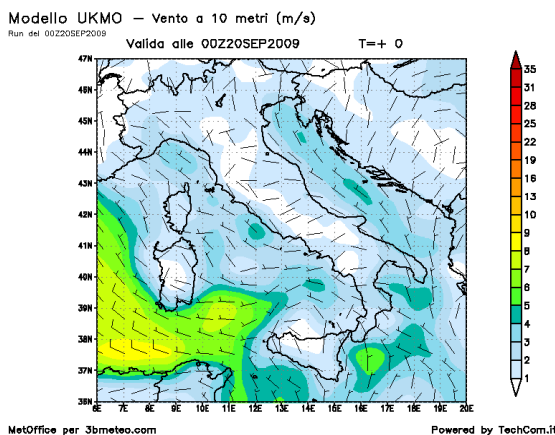 Modello UKMO – Vento a 10 metri (m/s)
Run del 00Z20SEP2009
Valida alle 00Z20SEP2009 T=+ 0
47N
46N
45N
44N
43N
42N
41N
40N
39N
38N
37N
36N
6E 7E 8E 9E 10E 11E 12E 13E 14E 15E 16E 17E 18E 19E 20E
35
31
28
25
22
19
16
13
10
9
8
7
6
5
4
3
2
1
MetOffice per 3bmeteo.com
Powered by TechCom.it